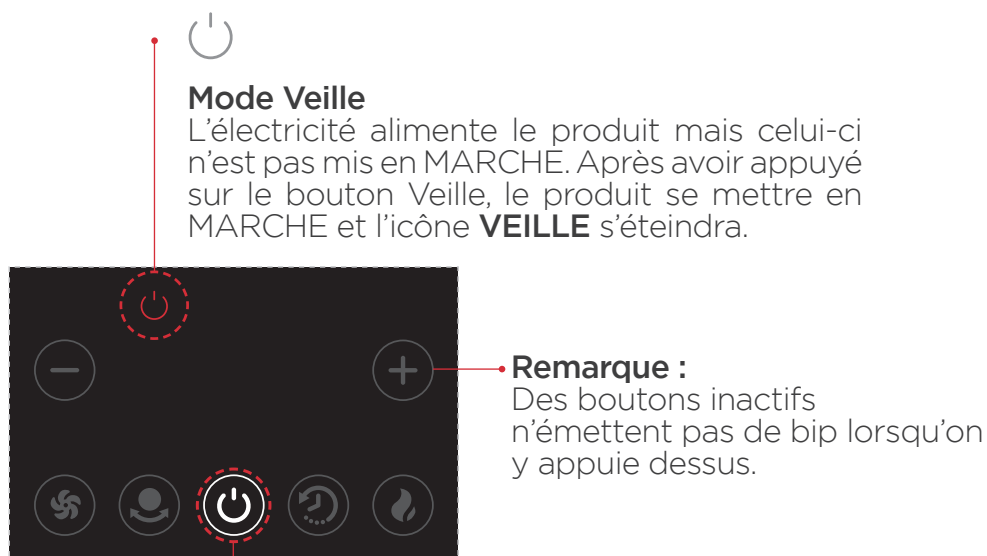 Mode Veille
L’électricité alimente le produit mais celui-ci
n’est pas mis en MARCHE. Après avoir appuyé
sur le bouton Veille, le produit se mettre en
MARCHE et l’icône VEILLE s’éteindra.
Remarque :
Des boutons inactifs
n’émettent pas de bip lorsqu’on
y appuie dessus.